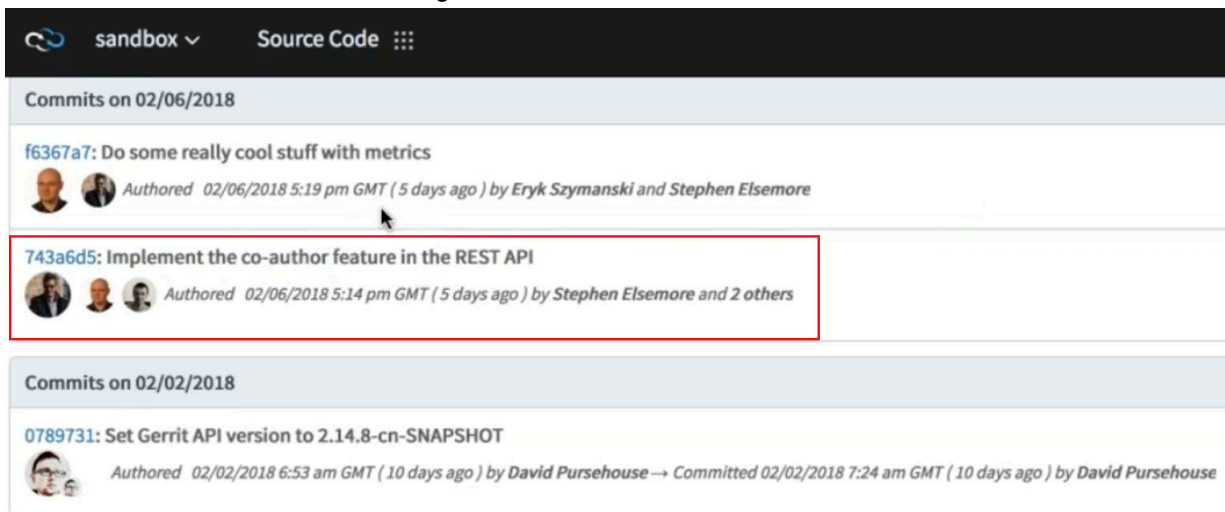 sandbox Source Code
Commits on 02/06/2018
f6367a7: Do some really cool stuff with metrics
Authored 02/06/2018 5:19 pm GMT ( 5 days ago ) by Eryk Szymanski and Stephen Elsemore
743a6d5: Implement the co-author feature in the REST API
Authored 02/06/2018 5:14 pm GMT ( 5 days ago ) by Stephen Elsemore and 2 others
Commits on 02/02/2018
0789731: Set Gerrit API version to 2.14.8-cn-SNAPSHOT
Authored 02/02/2018 6:53 am GMT ( 10 days ago ) by David Pursehouse → Committed 02/02/2018 7:24 am GMT ( 10 days ago ) by David Pursehouse